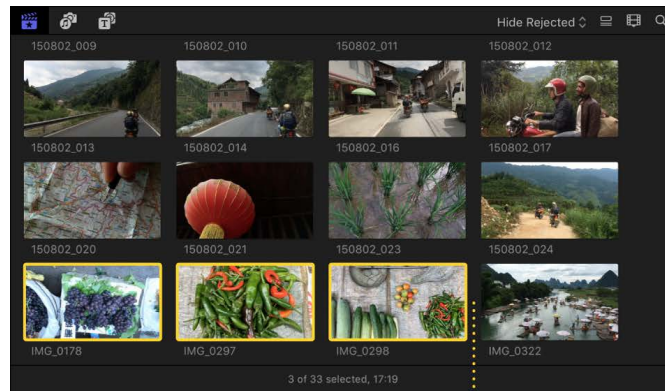 Hide Rejected
150802_009 150802_010 150802_011 150802_012
150802_013 150802_014 150802_016 150802_017
150802_020 150802_021 150802_023 150802_024
IMG_0178 IMG_0297 IMG_0298 IMG_0322
3 of 33 selected, 17:19